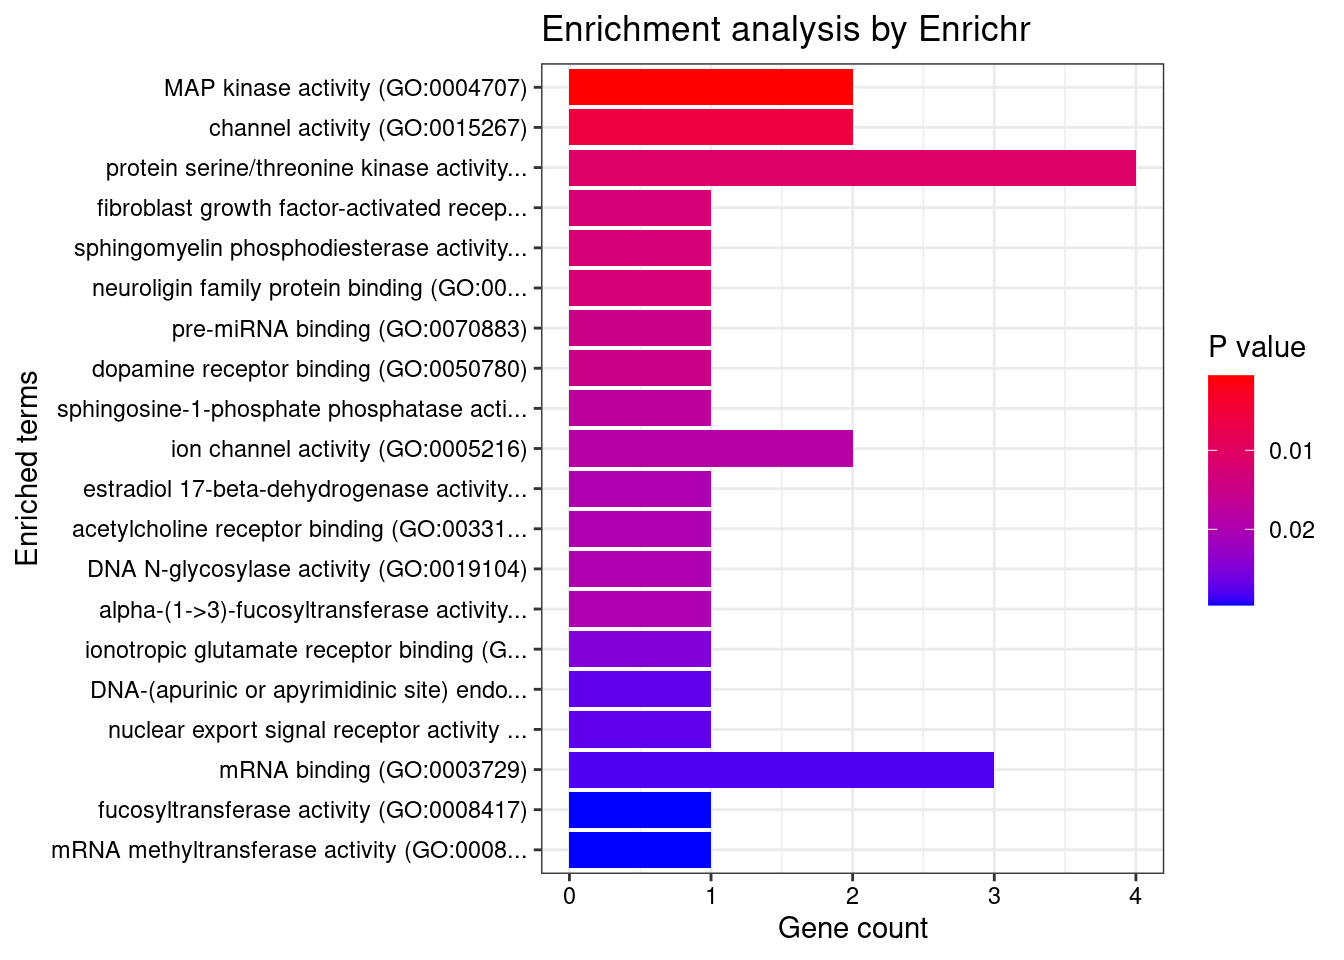 Enrichment analysis by Enrichr
MAP kinase activity (GO:0004707)
channel activity (GO:0015267)
protein serine/threonine kinase activity...
fibroblast growth factor-activated recep...
sphingomyelin phosphodiesterase activity...
neuroligin family protein binding (GO:00...
pre-miRNA binding (GO:0070883)
dopamine receptor binding (GO:0050780)
sphingosine-1-phosphate phosphatase acti...
ion channel activity (GO:0005216)
estradiol 17-beta-dehydrogenase activity...
acetylcholine receptor binding (GO:00331...
DNA N-glycosylase activity (GO:0019104)
alpha-(1->3)-fucosyltransferase activity...
ionotropic glutamate receptor binding (G...
DNA-(apurinic or apyrimidinic site) endo...
nuclear export signal receptor activity ...
mRNA binding (GO:0003729)
fucosyltransferase activity (GO:0008417)
mRNA methyltransferase activity (GO:0008...
Enriched terms
0 1 2 3 4
Gene count
P value
0.01
0.02